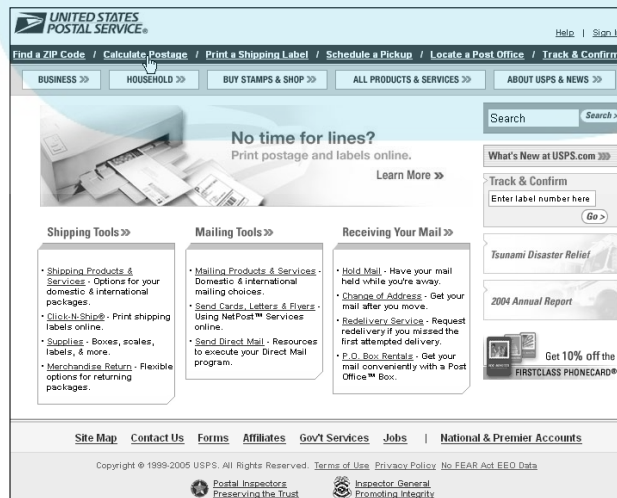 UNITED STATES
POSTAL SERVICE®
Help | Sign In
Find a ZIP Code / Calculate Postage / Print a Shipping Label / Schedule a Pickup / Locate a Post Office / Track & Confirm
BUSINESS >> HOUSEHOLD >> BUY STAMPS & SHOP >> ALL PRODUCTS & SERVICES >> ABOUT USPS & NEWS >>
Search Search >
No time for lines?
Print postage and labels online.
Learn More >>
What's New at USPS.com >>>
Track & Confirm
Enter label number here
Go >
Tsunami Disaster Relief
2004 Annual Report
Get 10% off the
FIRSTCLASS PHONECARD®
Shipping Tools >>
• Shipping Products &
Services - Options for your
domestic & international
packages.
• Click-N-Ship® - Print shipping
labels online.
• Supplies - Boxes, scales,
labels, & more.
• Merchandise Return - Flexible
options for returning
packages.
Mailing Tools >>
• Mailing Products & Services -
Domestic & international
mailing choices.
• Send Cards, Letters & Flyers -
Using NetPost™ Services
online.
• Send Direct Mail - Resources
to execute your Direct Mail
program.
Receiving Your Mail >>
• Hold Mail - Have your mail
held while you're away.
• Change of Address - Get your
mail after you move.
• Redelivery Service - Request
redelivery if you missed the
first attempted delivery.
• P.O. Box Rentals - Get your
mail conveniently with a Post
Office™ Box.
Site Map Contact Us Forms Affiliates Gov't Services Jobs | National & Premier Accounts
Copyright © 1999-2005 USPS. All Rights Reserved. Terms of Use Privacy Policy No FEAR Act EEO Data
Postal Inspectors
Preserving the Trust
Inspector General
Promoting Integrity